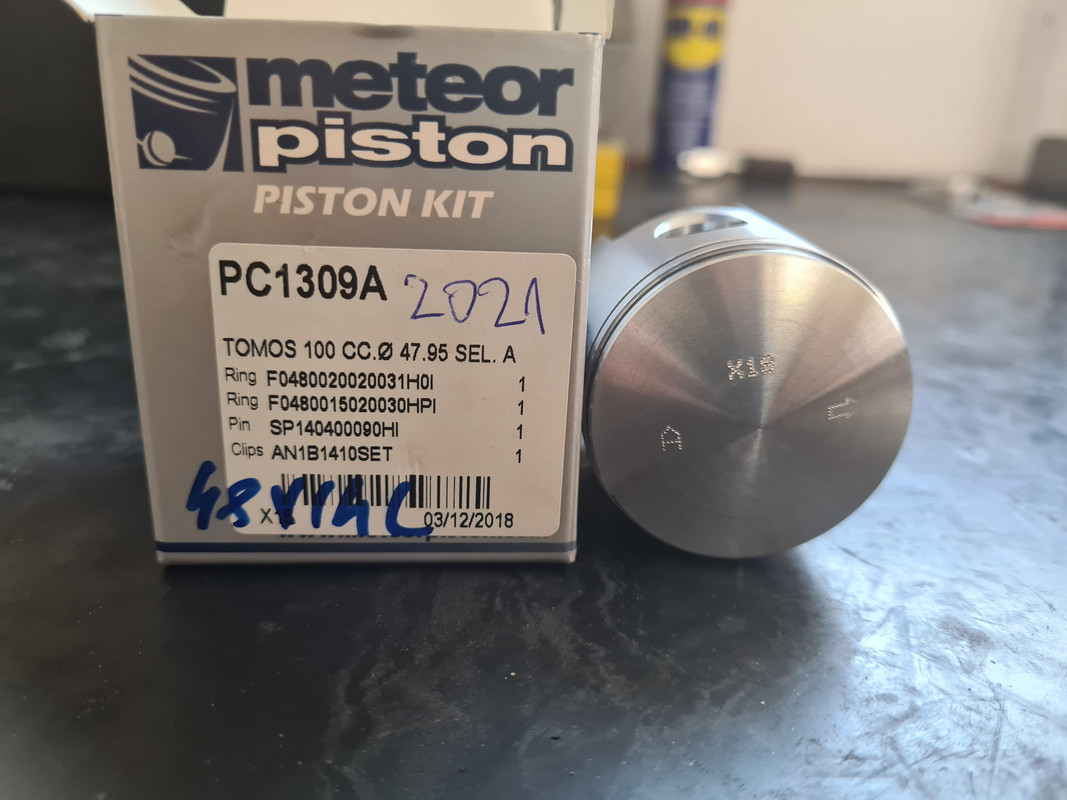 meteor
piston
PISTON KIT
PC1309A 2021
TOMOS 100 CC.Ø 47.95 SEL. A
Ring F0480020020031H0I 1
Ring F0480015020030HPI 1
Pin SP140400090HI 1
Clips AN1B1410SET 1
48
03/12/2018
X18
A